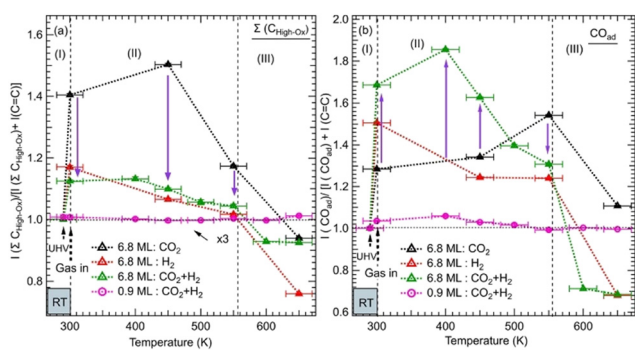 (a)
Σ (C_High-Ox)
(I)
(II)
(III)
I (Σ C_High-Ox)/[I (Σ C_High-Ox)+ I(C=C)]
1.4
1.2
1.0
0.8
UHV
Gas in
x3
6.8 ML : CO₂
6.8 ML : H₂
6.8 ML : CO₂+H₂
0.9 ML : CO₂+H₂
RT
300
400
500
600
Temperature (K)
(b)
CO_ad
(I)
(II)
(III)
I (CO_ad)/[I (CO_ad) + I (C=C)
2.0
1.8
1.6
1.4
1.2
1.0
0.8
0.6
UHV
Gas in
6.8 ML : CO₂
6.8 ML : H₂
6.8 ML : CO₂+H₂
0.9 ML : CO₂+H₂
RT
300
400
500
600
Temperature (K)